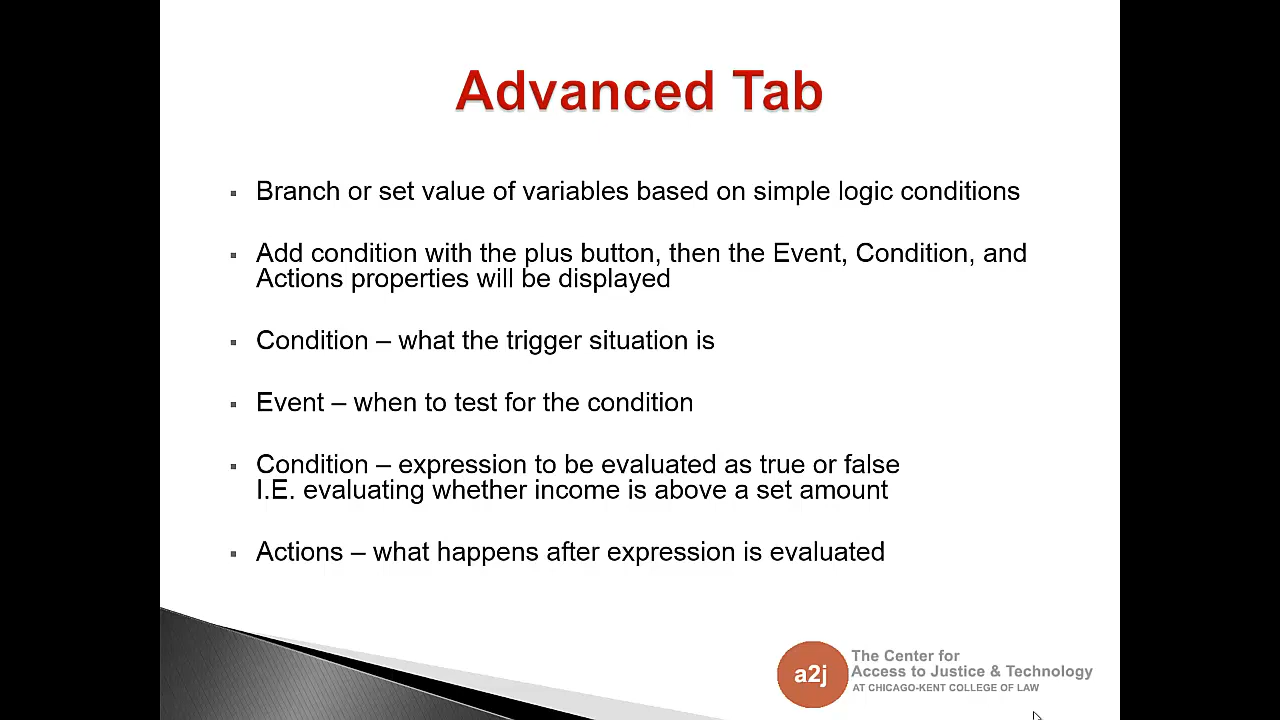 Advanced Tab
Branch or set value of variables based on simple logic conditions
Add condition with the plus button, then the Event, Condition, and
Actions properties will be displayed
Condition – what the trigger situation is
Event – when to test for the condition
Condition – expression to be evaluated as true or false
I.E. evaluating whether income is above a set amount
Actions – what happens after expression is evaluated
a2j
The Center for
Access to Justice & Technology
AT CHICAGO-KENT COLLEGE OF LAW